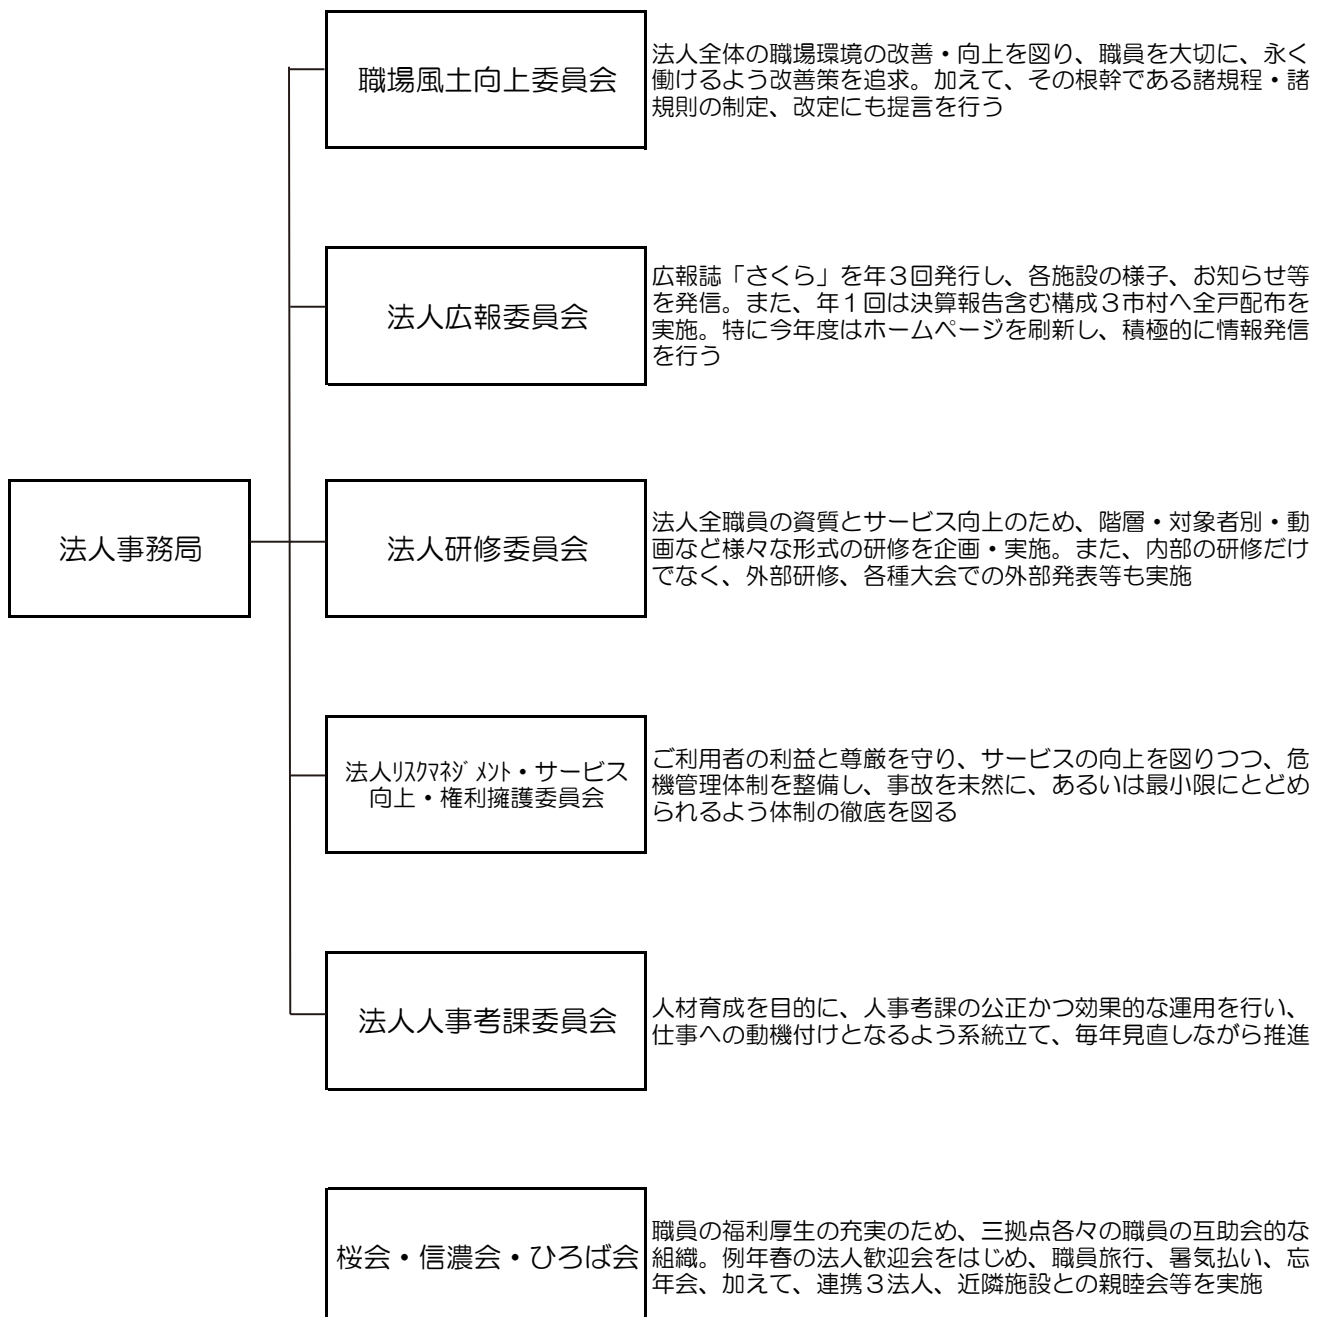 職場風土向上委員会
法人全体の職場環境の改善・向上を図り、職員を大切に、永く
働けるよう改善策を追求。加えて、その根幹である諸規程・諸
規則の制定、改定にも提言を行う
法人広報委員会
広報誌「さくら」を年３回発行し、各施設の様子、お知らせ等
を発信。また、年１回は決算報告含む構成３市村へ全戸配布を
実施。特に今年度はホームページを刷新し、積極的に情報発信
を行う
法人事務局
法人研修委員会
法人全職員の資質とサービス向上のため、階層・対象者別・動
画など様々な形式の研修を企画・実施。また、内部の研修だけ
でなく、外部研修、各種大会での外部発表等も実施
法人ﾘｽｸﾏﾈｼﾞﾒﾝﾄ・サービス
向上・権利擁護委員会
ご利用者の利益と尊厳を守り、サービスの向上を図りつつ、危
機管理体制を整備し、事故を未然に、あるいは最小限にとどめ
られるよう体制の徹底を図る
法人人事考課委員会
人材育成を目的に、人事考課の公正かつ効果的な運用を行い、
仕事への動機付けとなるよう系統立て、毎年見直しながら推進
桜会・信濃会・ひろば会
職員の福利厚生の充実のため、三拠点各々の職員の互助会的な
組織。例年春の法人歓迎会をはじめ、職員旅行、暑気払い、忘
年会、加えて、連携３法人、近隣施設との親睦会等を実施